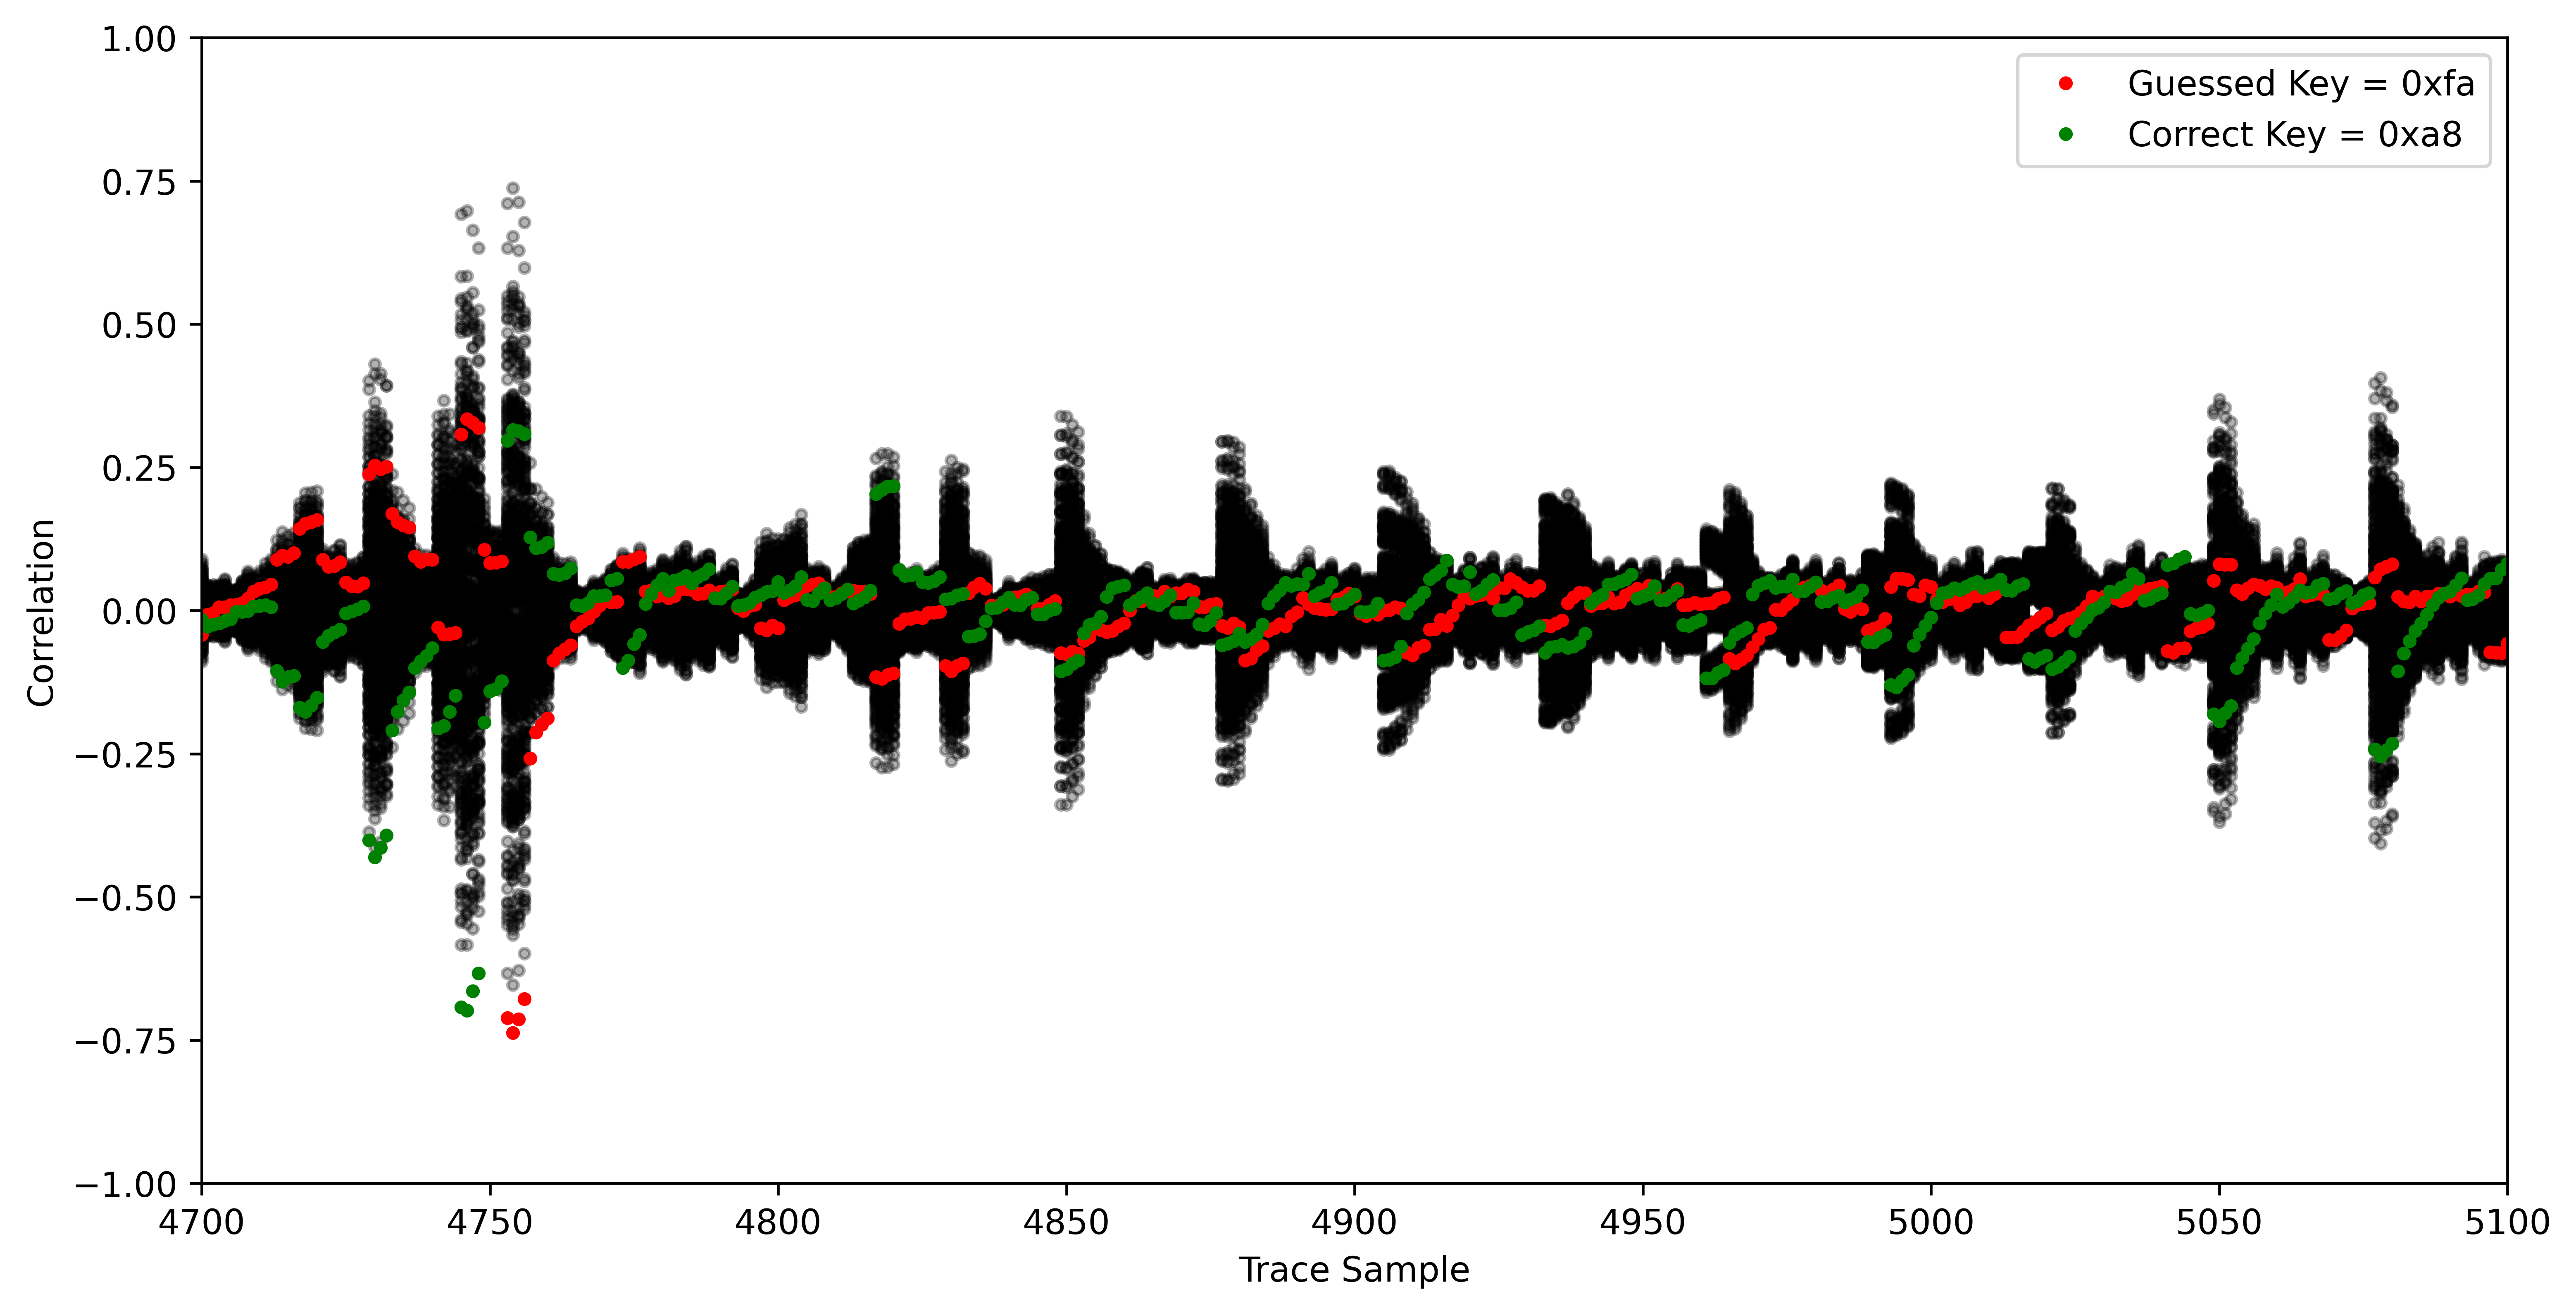 1.00
0.75
0.50
0.25
0.00
−0.25
−0.50
−0.75
−1.00
Correlation
Guessed Key = 0xfa
Correct Key = 0xa8
4700 4750 4800 4850 4900 4950 5000 5050 5100
Trace Sample